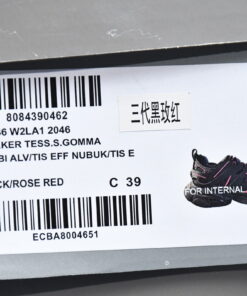 8084390462
6 W2LA1 2046
KER TESS.S.GOMMA
BI ALV/TIS EFF NUBUK/TIS E
CK/ROSE RED
C 39
三代黑玫红
FOR INTERNAL
ECBA8004651